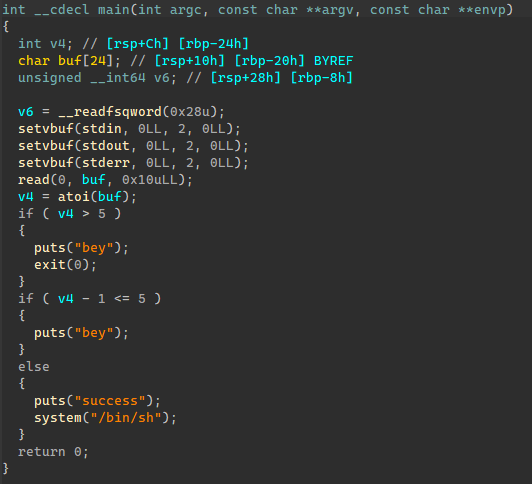 int __cdecl main(int argc, const char **argv, const char **envp)
{
  int v4; // [rsp+Ch] [rbp-24h]
  char buf[24]; // [rsp+10h] [rbp-20h] BYREF
  unsigned __int64 v6; // [rsp+28h] [rbp-8h]

  v6 = __readfsqword(0x28u);
  setvbuf(stdin, 0LL, 2, 0LL);
  setvbuf(stdout, 0LL, 2, 0LL);
  setvbuf(stderr, 0LL, 2, 0LL);
  read(0, buf, 0x10uLL);
  v4 = atoi(buf);
  if ( v4 > 5 )
  {
    puts("bey");
    exit(0);
  }
  if ( v4 - 1 <= 5 )
  {
    puts("bey");
  }
  else
  {
    puts("success");
    system("/bin/sh");
  }
  return 0;
}